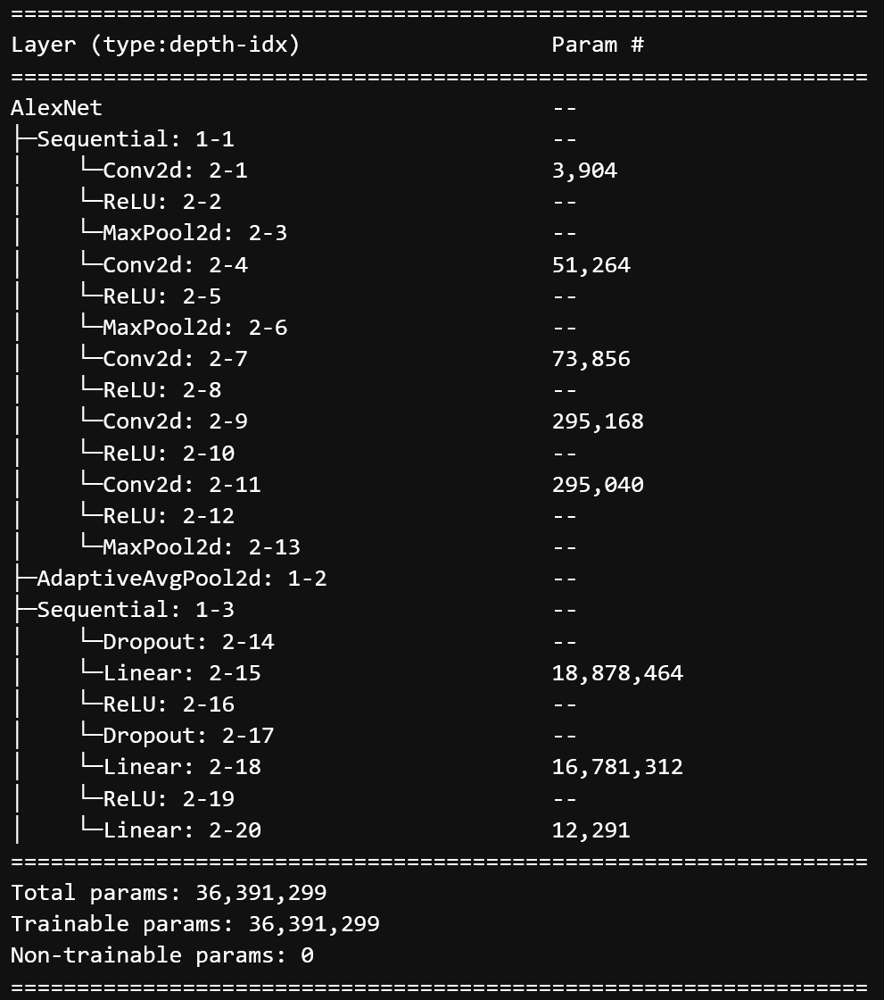 =================================================================
Layer (type:depth-idx)                   Param #
=================================================================
AlexNet                                  --
├─Sequential: 1-1                        --
│    └─Conv2d: 2-1                       3,904
│    └─ReLU: 2-2                         --
│    └─MaxPool2d: 2-3                    --
│    └─Conv2d: 2-4                       51,264
│    └─ReLU: 2-5                         --
│    └─MaxPool2d: 2-6                    --
│    └─Conv2d: 2-7                       73,856
│    └─ReLU: 2-8                         --
│    └─Conv2d: 2-9                       295,168
│    └─ReLU: 2-10                        --
│    └─Conv2d: 2-11                      295,040
│    └─ReLU: 2-12                        --
│    └─MaxPool2d: 2-13                   --
├─AdaptiveAvgPool2d: 1-2                 --
├─Sequential: 1-3                        --
│    └─Dropout: 2-14                     --
│    └─Linear: 2-15                      18,878,464
│    └─ReLU: 2-16                        --
│    └─Dropout: 2-17                     --
│    └─Linear: 2-18                      16,781,312
│    └─ReLU: 2-19                        --
│    └─Linear: 2-20                      12,291
=================================================================
Total params: 36,391,299
Trainable params: 36,391,299
Non-trainable params: 0
=================================================================